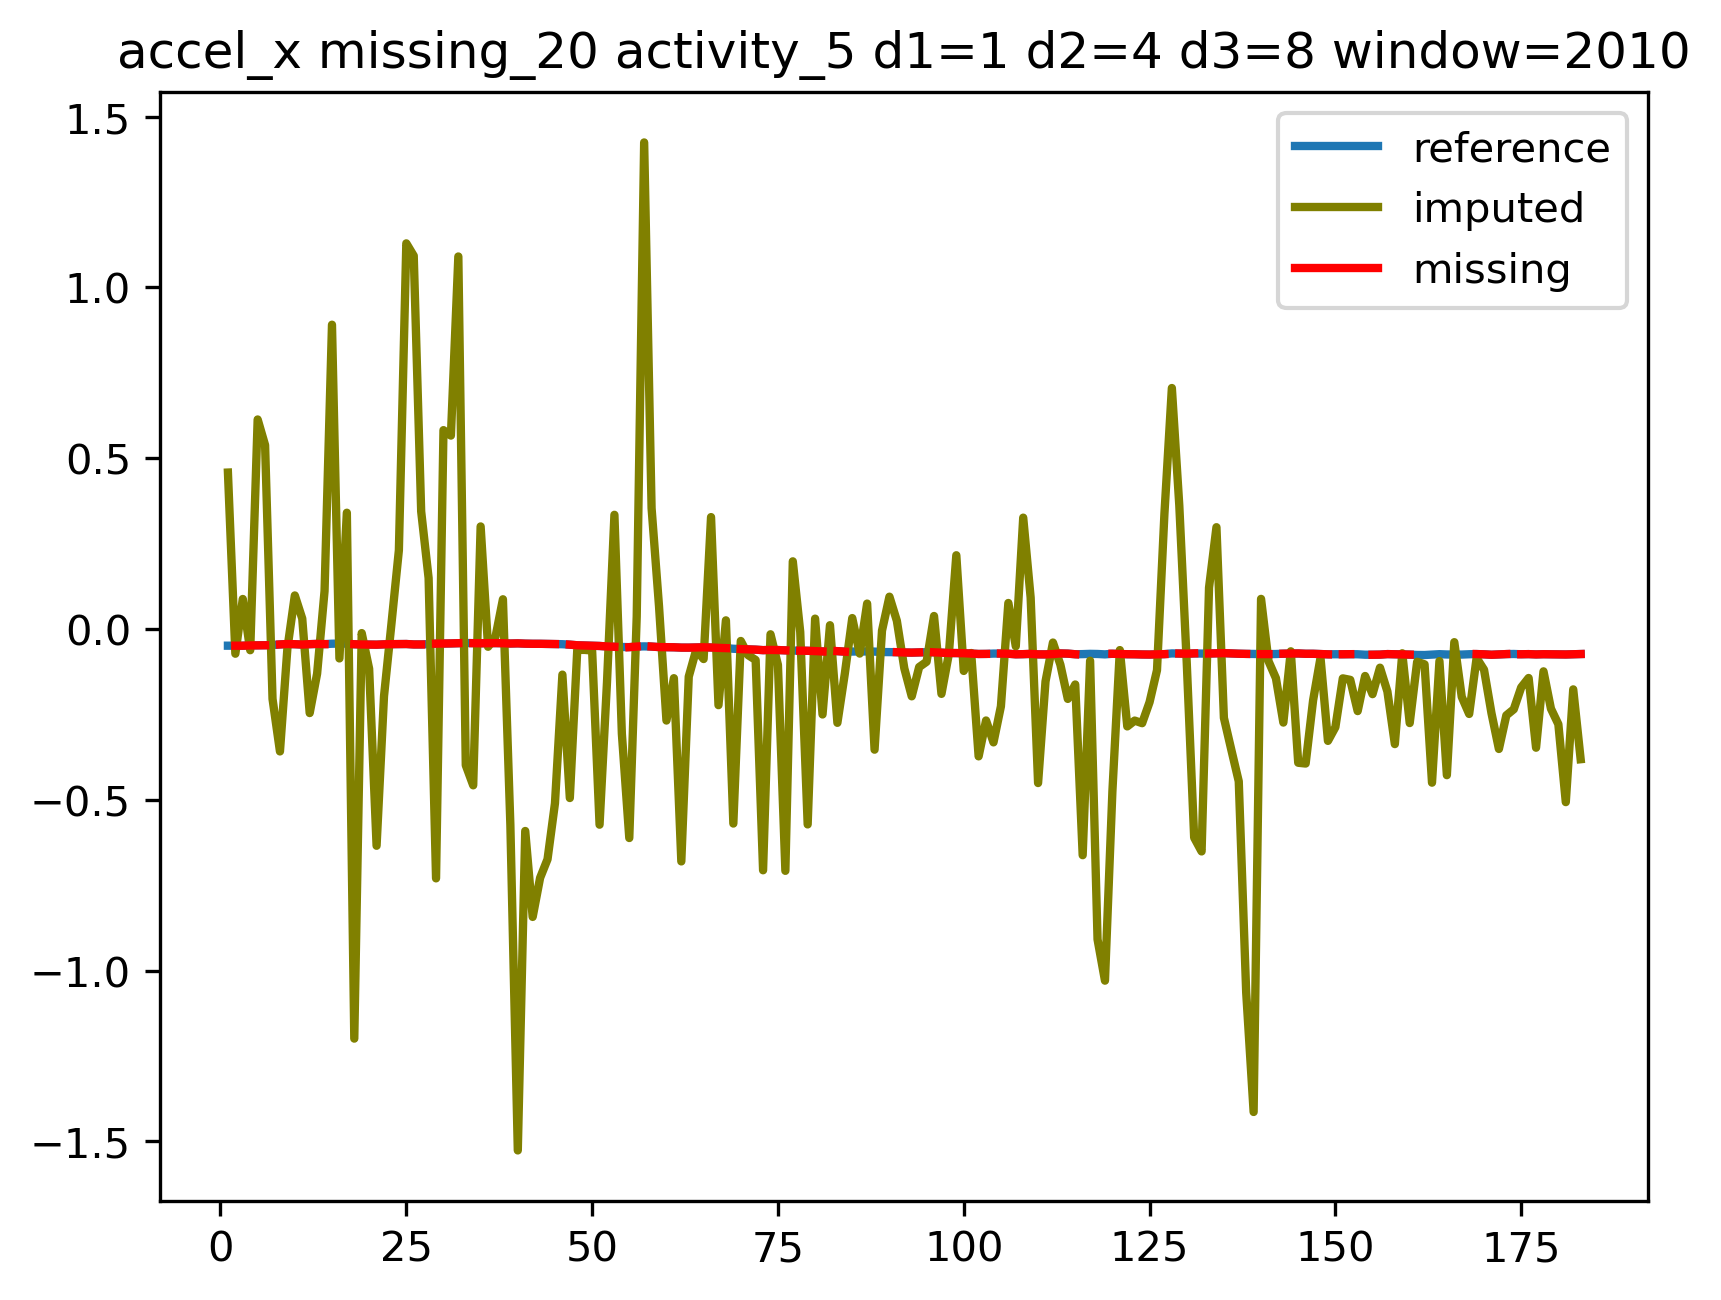 accel_x missing_20 activity_5 d1=1 d2=4 d3=8 window=2010
1.5
1.0
0.5
0.0
−0.5
−1.0
−1.5
reference
imputed
missing
0 25 50 75 100 125 150 175